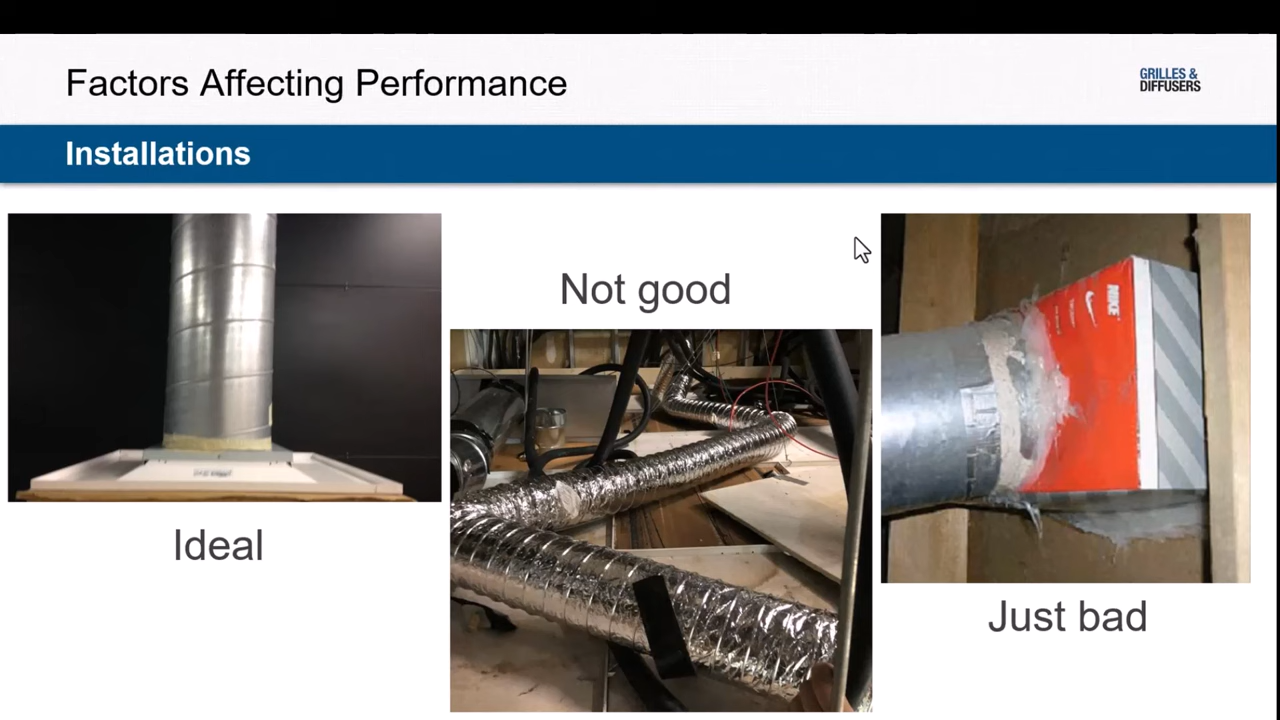 Factors Affecting Performance
GRILLES &
DIFFUSERS
Installations
Not good
NIKE
Ideal
Just bad